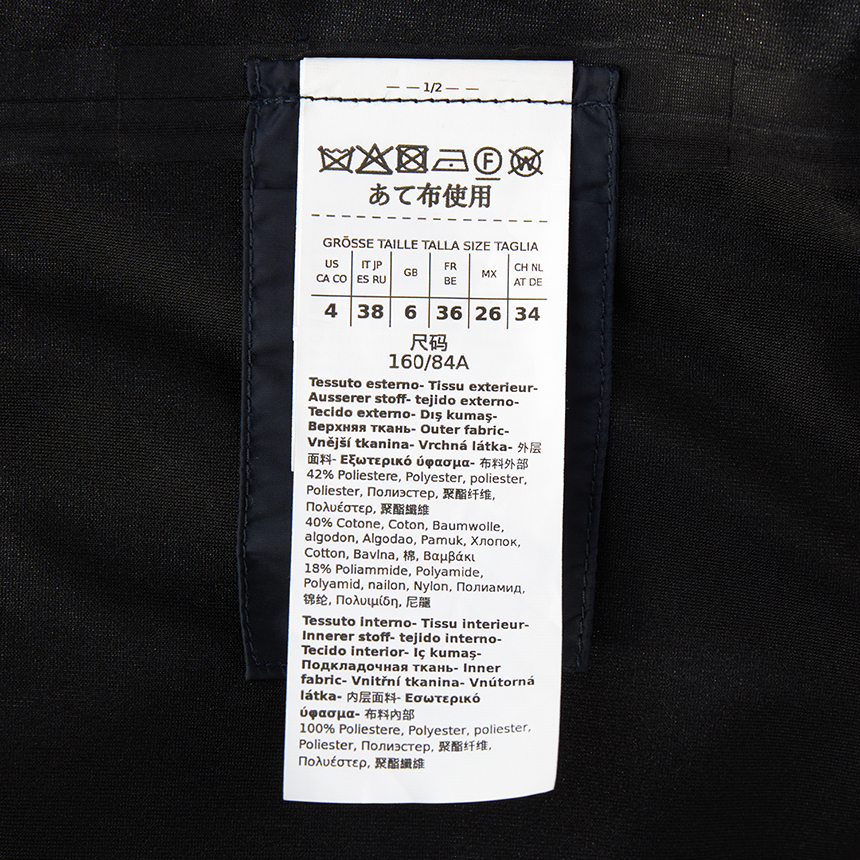 — — 1/2 — —
F W
あて布使用
GRÖSSE TAILLE TALLA SIZE TAGLIA
US CA CO | IT JP ES RU | GB | FR BE | MX | CH NL AT DE
4 | 38 | 6 | 36 | 26 | 34
尺码
160/84A
Tessuto esterno- Tissu exterieur-
Ausserer stoff- tejido externo-
Tecido externo- Dış kumaş-
Верхняя ткань- Outer fabric-
Vnější tkanina- Vrchná látka- 外层
面料- Εξωτερικό ύφασμα- 布料外部
42% Poliestere, Polyester, poliester,
Poliester, Полиэстер, 聚酯纤维,
Πολυέστερ, 聚酯纖維
40% Cotone, Coton, Baumwolle,
algodon, Algodao, Pamuk, Хлопок,
Cotton, Bavlna, 棉, Βαμβάκι
18% Poliammide, Polyamide,
Polyamid, nailon, Nylon, Полиамид,
锦纶, Πολυιμίδη, 尼龍
Tessuto interno- Tissu interieur-
Innerer stoff- tejido interno-
Tecido interior- Iç kumaş-
Подкладочная ткань- Inner
fabric- Vnitřní tkanina- Vnútorná
látka- 内层面料- Εσωτερικό
ύφασμα- 布料內部
100% Poliestere, Polyester, poliester,
Poliester, Полиэстер, 聚酯纤维,
Πολυέστερ, 聚酯纖維